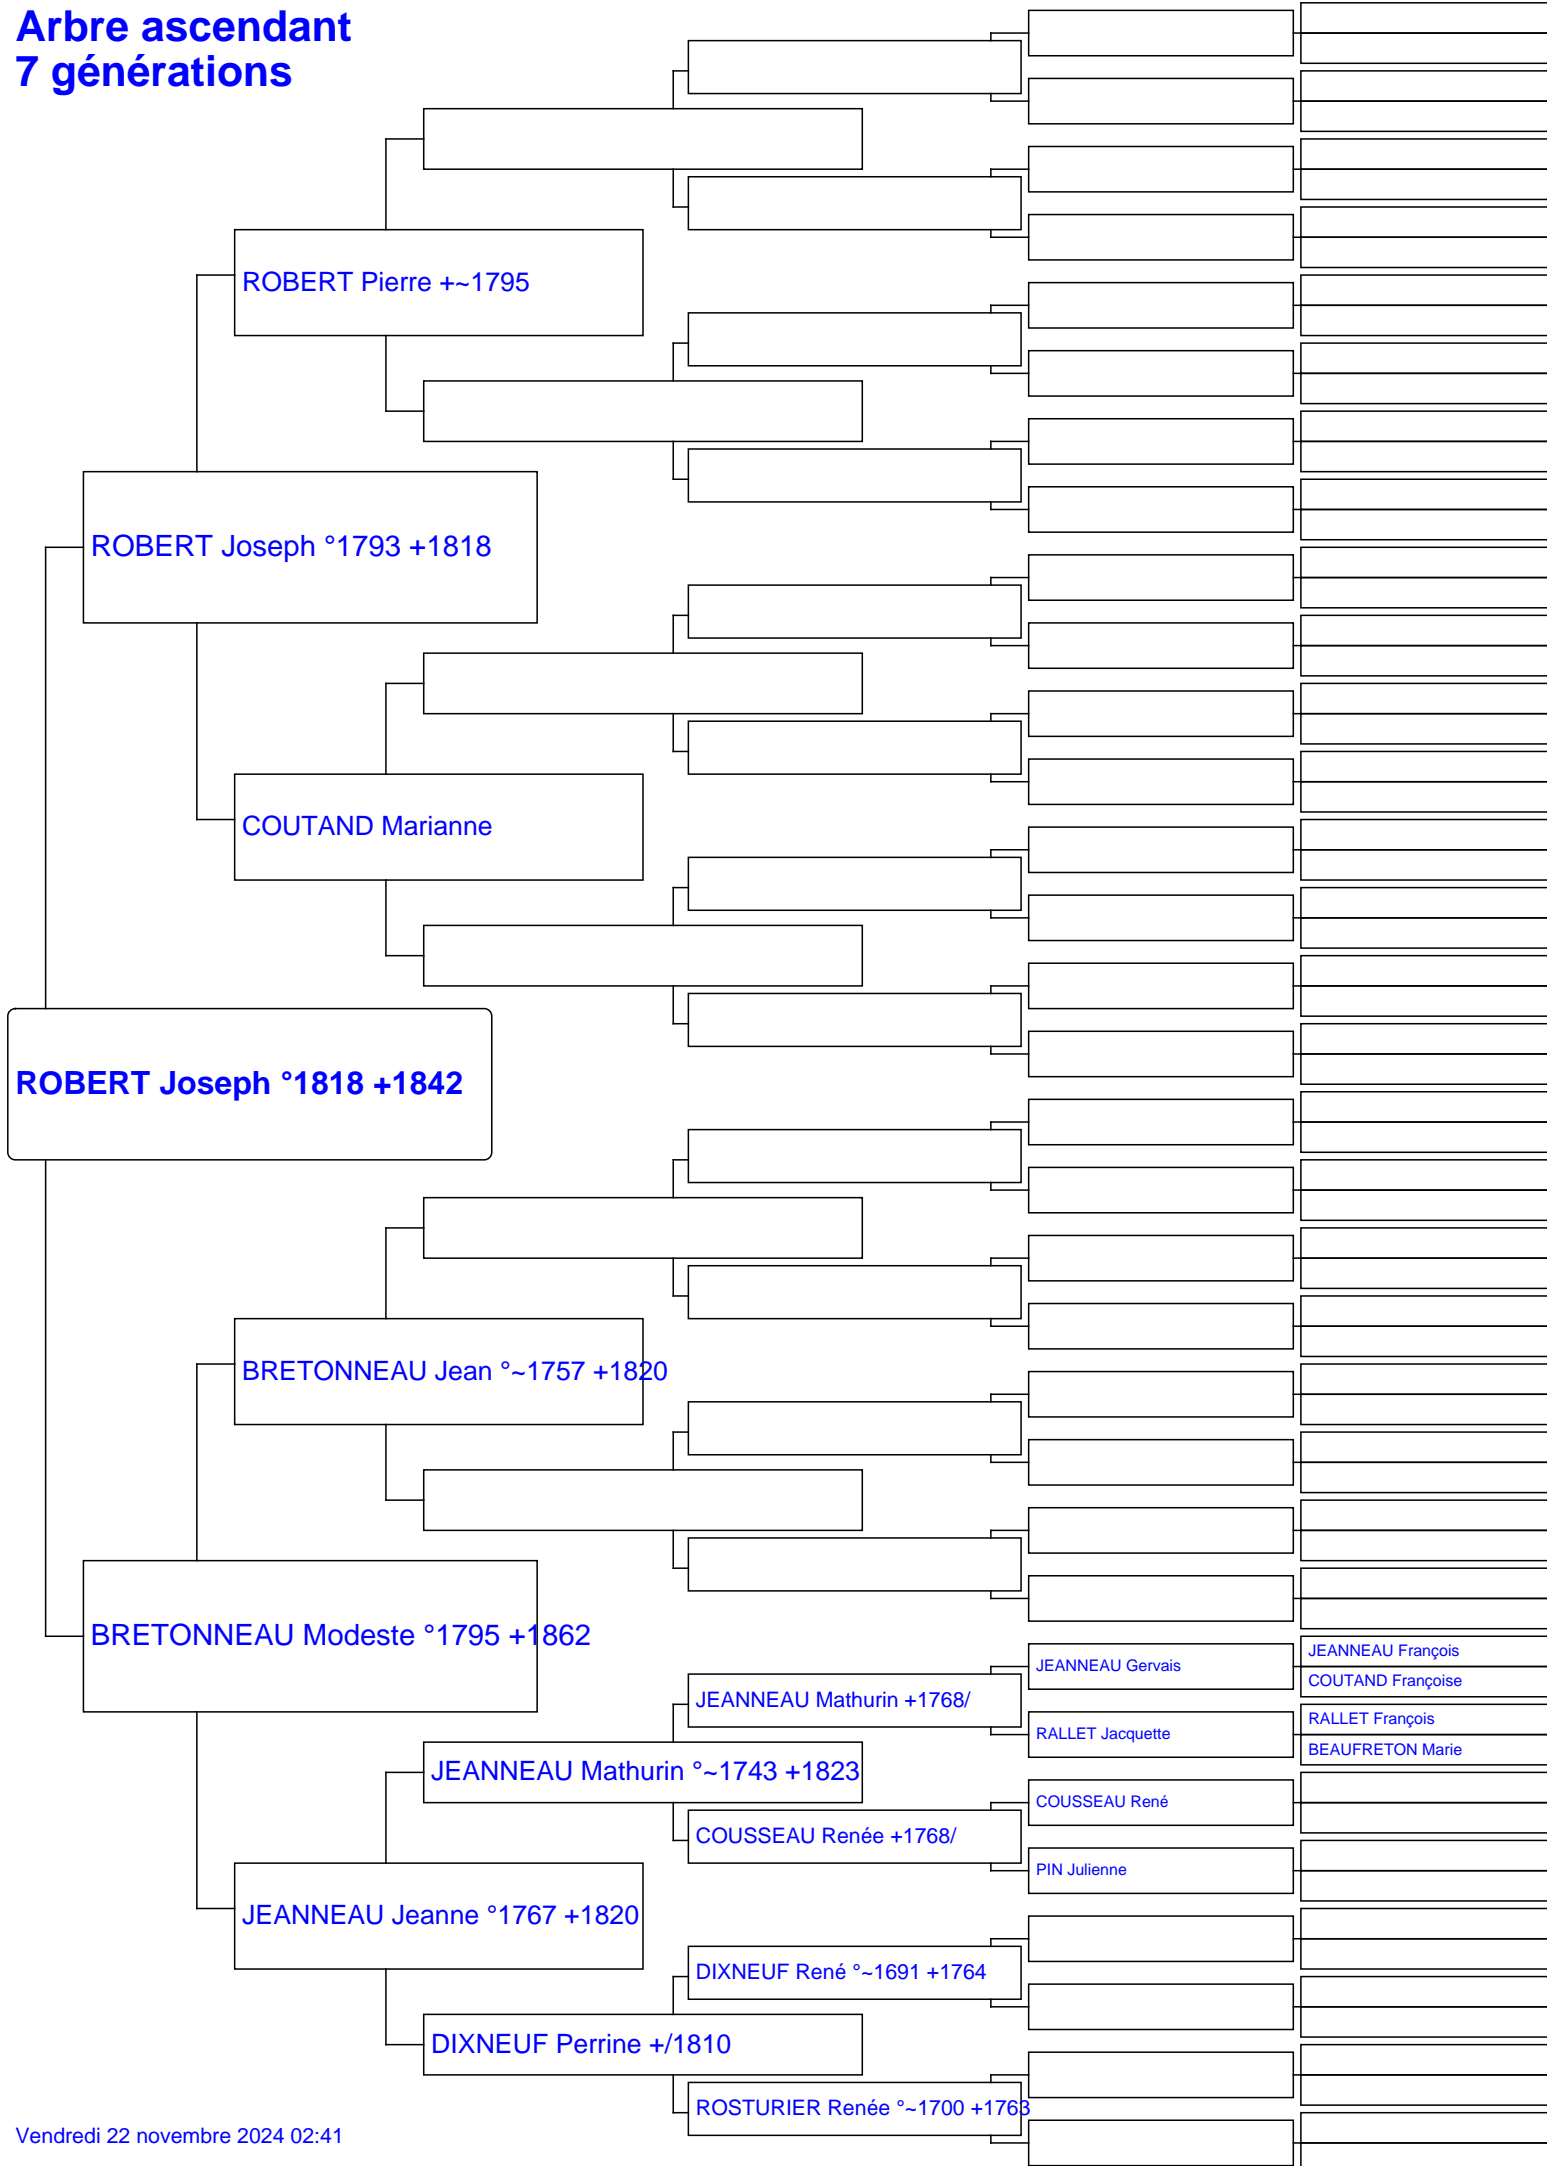 Arbre ascendant
7 générations
ROBERT Pierre +~1795
ROBERT Joseph °1793 +1818
COUTAND Marianne
ROBERT Joseph °1818 +1842
BRETONNEAU Jean °~1757 +1820
BRETONNEAU Modeste °1795 +1862
JEANNEAU François
JEANNEAU Gervais
COUTAND Françoise
JEANNEAU Mathurin +1768/
RALLET François
RALLET Jacquette
BEAUFRETON Marie
JEANNEAU Mathurin °~1743 +1823
COUSSEAU René
COUSSEAU Renée +1768/
PIN Julienne
JEANNEAU Jeanne °1767 +1820
DIXNEUF René °~1691 +1764
DIXNEUF Perrine +/1810
ROSTURIER Renée °~1700 +1763
Vendredi 22 novembre 2024 02:41